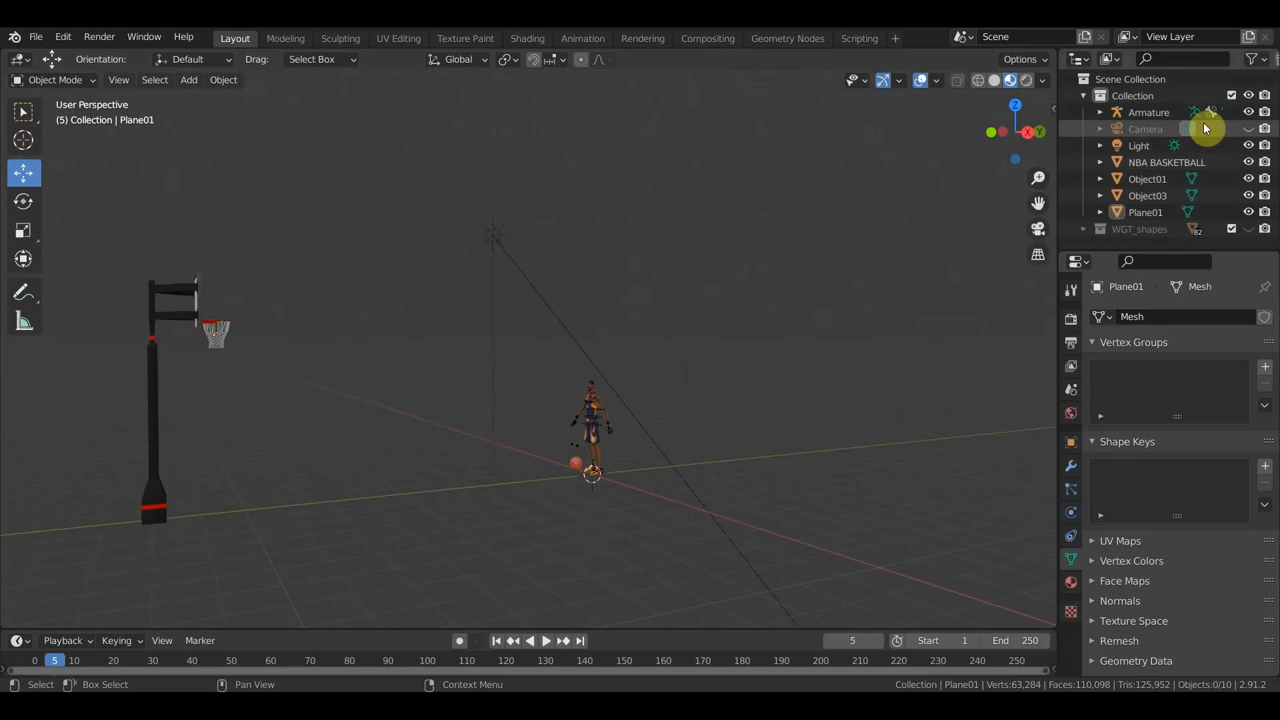 File Edit Render Window Help Layout Modeling Sculpting UV Editing Texture Paint Shading Animation Rendering Compositing Geometry Nodes Scripting + Scene View Layer
Orientation: Default Drag: Select Box Global Options
Object Mode View Select Add Object
User Perspective
(5) Collection | Plane01
Z
X
Y
Scene Collection
Collection
Armature
Camera
Light
NBA BASKETBALL
Object01
Object03
Plane01
WGT_shapes 82
Plane01 Mesh
Mesh
Vertex Groups
Shape Keys
UV Maps
Vertex Colors
Face Maps
Normals
Texture Space
Remesh
Geometry Data
Playback Keying View Marker 5 Start 1 End 250
0 5 10 20 30 40 50 60 70 80 90 100 110 120 130 140 150 160 170 180 190 200 210 220 230 240 250
Select Box Select Pan View Context Menu Collection | Plane01 | Verts:63,284 | Faces:110,098 | Tris:125,952 | Objects:0/10 | 2.91.2